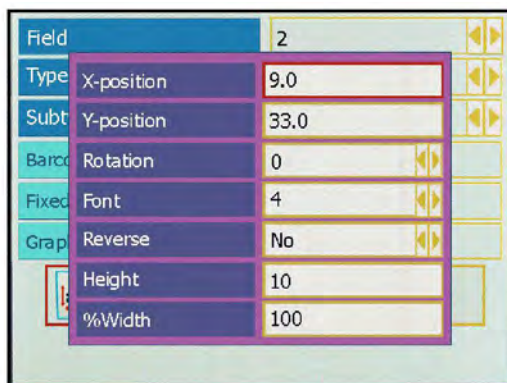 Field 2
Type
X-position 9.0
Subt
Y-position 33.0
Barco
Rotation 0
Fixed
Font 4
Grap
Reverse No
Height 10
%Width 100